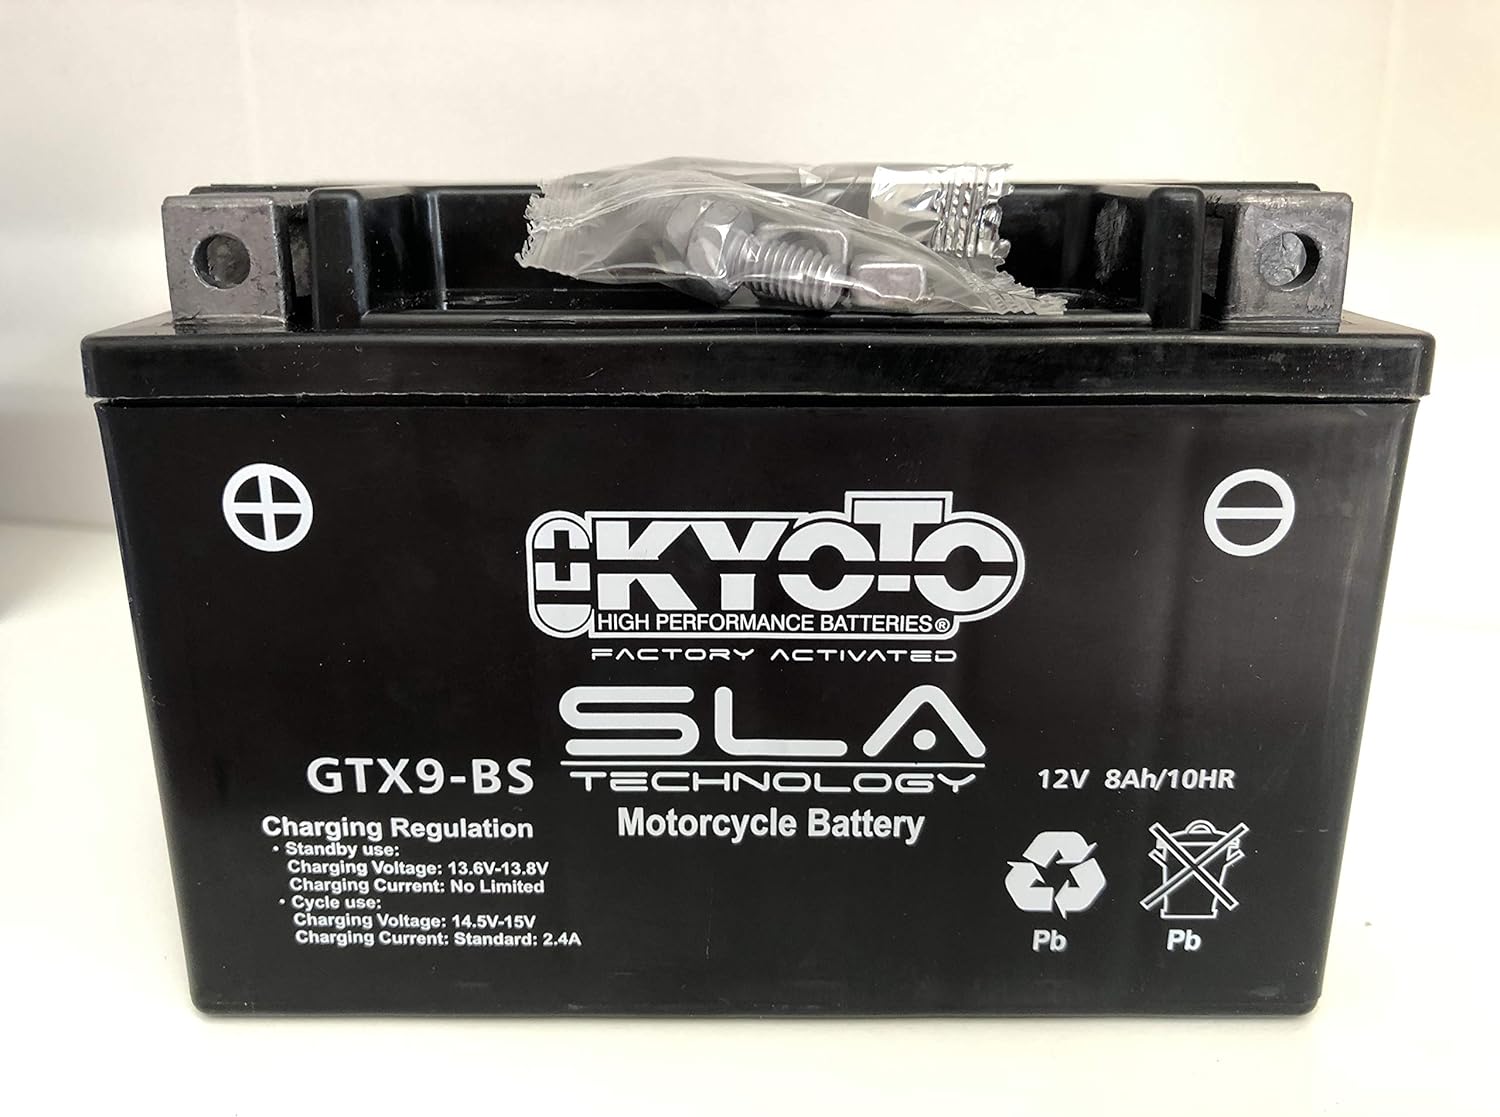 KYOTO
HIGH PERFORMANCE BATTERIES®
FACTORY ACTIVATED
SLA
TECHNOLOGY
Motorcycle Battery
GTX9-BS
Charging Regulation
· Standby use:
Charging Voltage: 13.6V-13.8V
Charging Current: No Limited
· Cycle use:
Charging Voltage: 14.5V-15V
Charging Current: Standard: 2.4A
12V 8Ah/10HR
Pb Pb